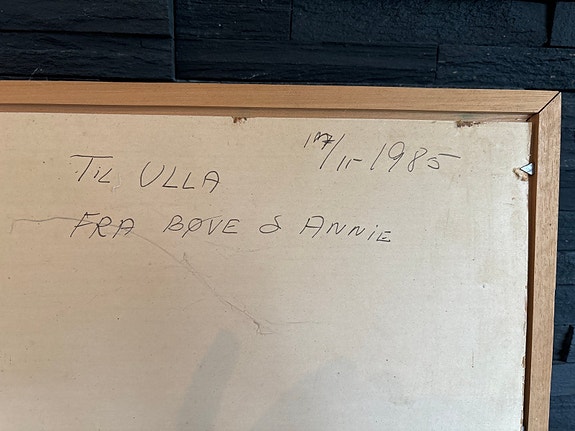 TIL ULLA 17/11-1985
FRA BØVE & ANNIE